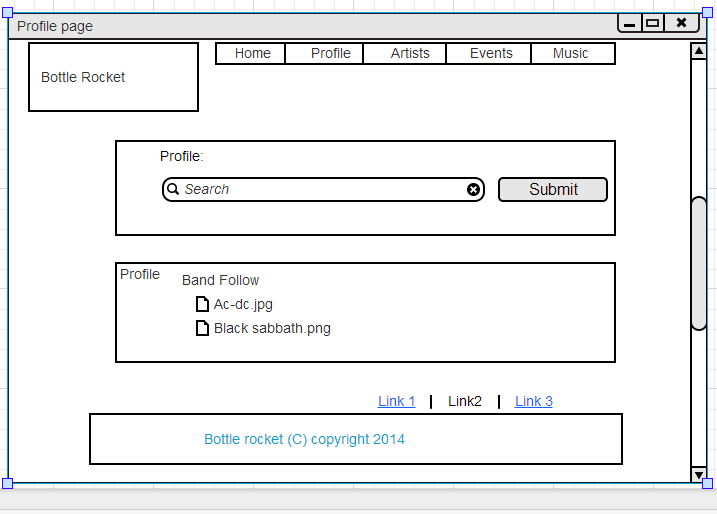 Profile page
Bottle Rocket
Home Profile Artists Events Music
Profile:
Search
Submit
Profile
Band Follow
Ac-dc.jpg
Black sabbath.png
Link 1 | Link2 | Link 3
Bottle rocket (C) copyright 2014